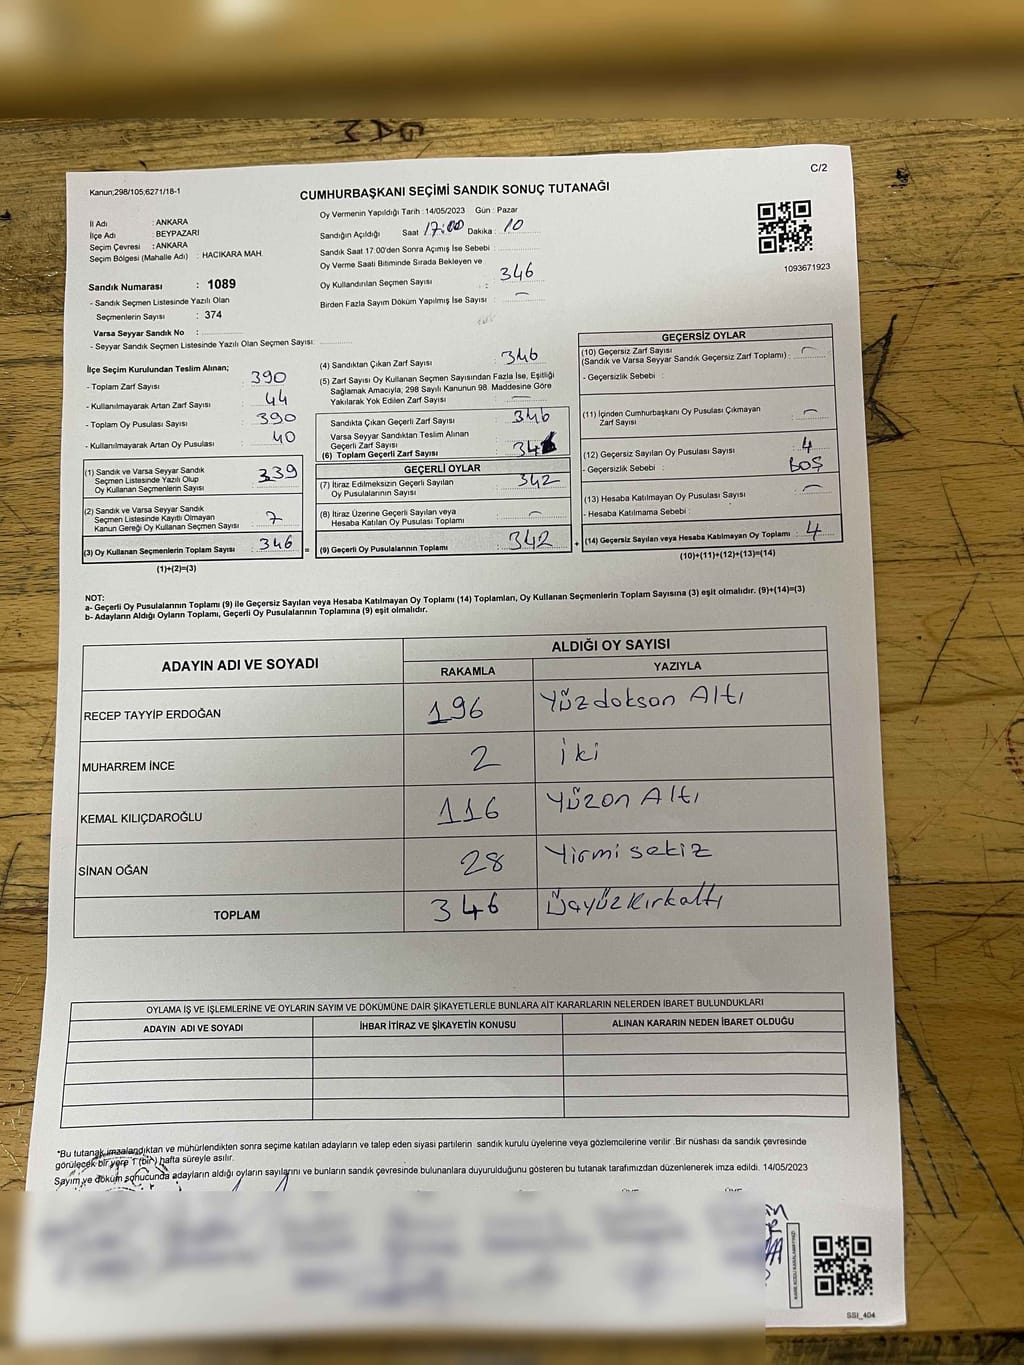 C/2
Kanun;298/105;6271/18-1
CUMHURBAŞKANI SEÇİMİ SANDIK SONUÇ TUTANAĞI
İl Adı : ANKARA
İlçe Adı : BEYPAZARI
Seçim Çevresi : ANKARA
Seçim Bölgesi (Mahalle Adı) : HACIKARA MAH.
Oy Vermenin Yapıldığı Tarih : 14/05/2023 Gün : Pazar
Sandığın Açıldığı Saat 17:00 Dakika : 10
Sandık Saat 17:00'den Sonra Açımış İse Sebebi :
Oy Verme Saati Bitiminde Sırada Bekleyen ve
Oy Kullandırılan Seçmen Sayısı : 346
Birden Fazla Sayım Döküm Yapılmış İse Sayısı : —
1093671923
Sandık Numarası : 1089
- Sandık Seçmen Listesinde Yazılı Olan
Seçmenlerin Sayısı : 374
Varsa Seyyar Sandık No :
- Seyyar Sandık Seçmen Listesinde Yazılı Olan Seçmen Sayısı:
İlçe Seçim Kurulundan Teslim Alınan;
- Toplam Zarf Sayısı : 390
- Kullanılmayarak Artan Zarf Sayısı : 44
- Toplam Oy Pusulası Sayısı : 390
- Kullanılmayarak Artan Oy Pusulası : 40
(1) Sandık ve Varsa Seyyar Sandık
Seçmen Listesinde Yazılı Olup
Oy Kullanan Seçmenlerin Sayısı : 339
(2) Sandık ve Varsa Seyyar Sandık
Seçmen Listesinde Kayıtlı Olmayan
Kanun Gereği Oy Kullanan Seçmen Sayısı : 7
(3) Oy Kullanan Seçmenlerin Toplam Sayısı : 346 =
(1)+(2)=(3)
(4) Sandıktan Çıkan Zarf Sayısı : 346
(5) Zarf Sayısı Oy Kullanan Seçmen Sayısından Fazla İse, Eşitliği
Sağlamak Amacıyla, 298 Sayılı Kanunun 98. Maddesine Göre
Yakılarak Yok Edilen Zarf Sayısı : —
Sandıkta Çıkan Geçerli Zarf Sayısı : 346
Varsa Seyyar Sandıktan Teslim Alınan
Geçerli Zarf Sayısı :
(6) Toplam Geçerli Zarf Sayısı :
GEÇERLİ OYLAR
(7) İtiraz Edilmeksizin Geçerli Sayılan
Oy Pusulalarının Sayısı : 342
(8) İtiraz Üzerine Geçerli Sayılan veya
Hesaba Katılan Oy Pusulası Toplamı : —
(9) Geçerli Oy Pusulalarının Toplamı : 342 +
GEÇERSİZ OYLAR
(10) Geçersiz Zarf Sayısı
(Sandık ve Varsa Seyyar Sandık Geçersiz Zarf Toplamı) : —
- Geçersizlik Sebebi :
(11) İçinden Cumhurbaşkanı Oy Pusulası Çıkmayan
Zarf Sayısı : —
(12) Geçersiz Sayılan Oy Pusulası Sayısı : 4
- Geçersizlik Sebebi : BOŞ
(13) Hesaba Katılmayan Oy Pusulası Sayısı : —
- Hesaba Katılmama Sebebi :
(14) Geçersiz Sayılan veya Hesaba Katılmayan Oy Toplamı : 4
(10)+(11)+(12)+(13)=(14)
NOT:
a- Geçerli Oy Pusulalarının Toplamı (9) ile Geçersiz Sayılan veya Hesaba Katılmayan Oy Toplamı (14) Toplamları, Oy Kullanan Seçmenlerin Toplam Sayısına (3) eşit olmalıdır. (9)+(14)=(3)
b- Adayların Aldığı Oyların Toplamı, Geçerli Oy Pusulalarının Toplamına (9) eşit olmalıdır.
ADAYIN ADI VE SOYADI
ALDIĞI OY SAYISI
RAKAMLA YAZIYLA
RECEP TAYYİP ERDOĞAN 196 Yüzdoksan Altı
MUHARREM İNCE 2 iki
KEMAL KILIÇDAROĞLU 116 Yüzon Altı
SİNAN OĞAN 28 Yirmi sekiz
TOPLAM 346 Üçyüzkırkaltı
OYLAMA İŞ VE İŞLEMLERİNE VE OYLARIN SAYIM VE DÖKÜMÜNE DAİR ŞİKAYETLERLE BUNLARA AİT KARARLARIN NELERDEN İBARET BULUNDUKLARI
ADAYIN ADI VE SOYADI İHBAR İTİRAZ VE ŞİKAYETİN KONUSU ALINAN KARARIN NEDEN İBARET OLDUĞU
*Bu tutanak imzalandıktan ve mühürlendikten sonra seçime katılan adayların ve talep eden siyasi partilerin sandık kurulu üyelerine veya gözlemcilerine verilir. Bir nüshası da sandık çevresinde
görülecek bir yere 1 (bir) hafta süreyle asılır.
Sayım ve döküm sonucunda adayların aldığı oyların sayılarını ve bunların sandık çevresinde bulunanlara duyurulduğunu gösteren bu tutanak tarafımızdan düzenlenerek imza edildi. 14/05/2023
SSI_404